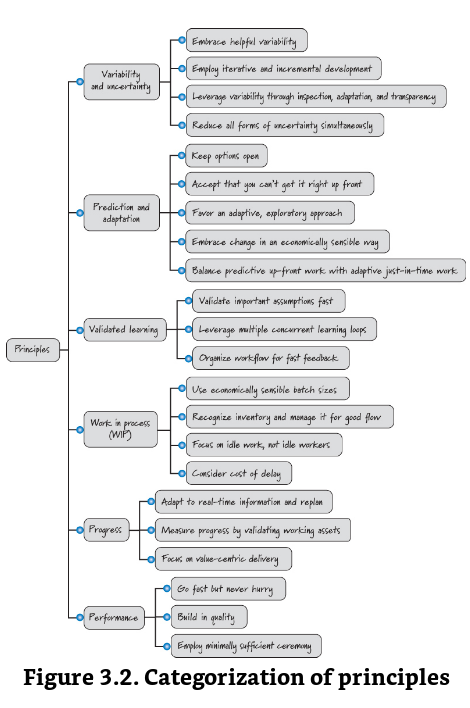 Embrace helpful variability
Variability
and uncertainty
Employ iterative and incremental development
Leverage variability through inspection, adaptation, and transparency
Reduce all forms of uncertainty simultaneously
Keep options open
Accept that you can't get it right up front
Prediction and
adaptation
Favor an adaptive, exploratory approach
Embrace change in an economically sensible way
Balance predictive up-front work with adaptive just-in-time work
Validate important assumptions fast
Validated learning
Leverage multiple concurrent learning loops
Organize workflow for fast feedback
Principles
Use economically sensible batch sizes
Work in process
(WIP)
Recognize inventory and manage it for good flow
Focus on idle work, not idle workers
Consider cost of delay
Adapt to real-time information and replan
Progress
Measure progress by validating working assets
Focus on value-centric delivery
Go fast but never hurry
Performance
Build in quality
Employ minimally sufficient ceremony
Figure 3.2. Categorization of principles